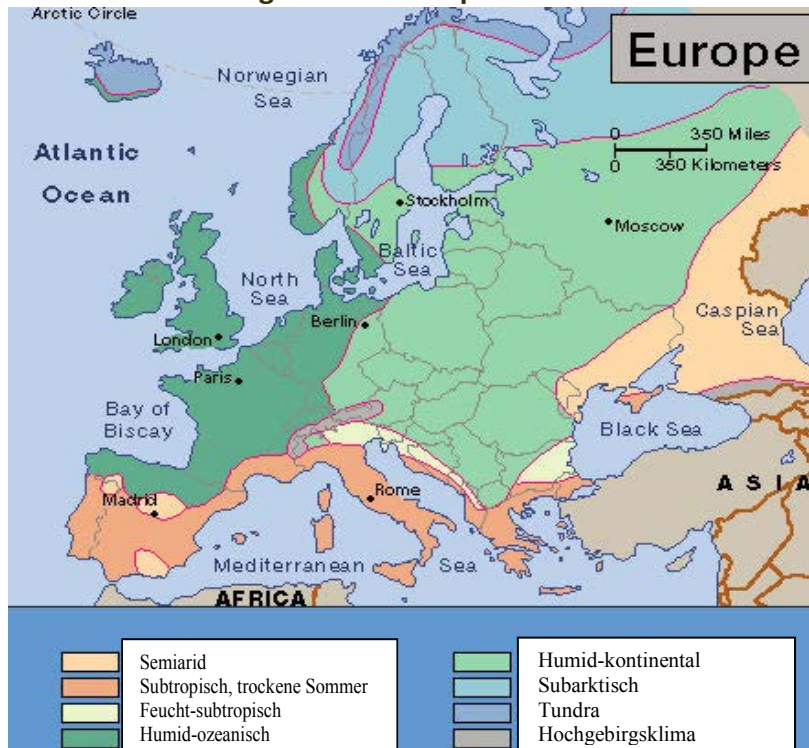 Arctic Circle
Europe
Norwegian
Sea
Atlantic
Ocean
0 350 Miles
0 350 Kilometers
Stockholm
Moscow
Baltic
Sea
North
Sea
Berlin
Caspian
Sea
London
Paris
Bay of
Biscay
Black Sea
ASIA
Madrid
Rome
Mediterranean Sea
AFRICA
Semiarid
Subtropisch, trockene Sommer
Feucht-subtropisch
Humid-ozeanisch
Humid-kontinental
Subarktisch
Tundra
Hochgebirgsklima